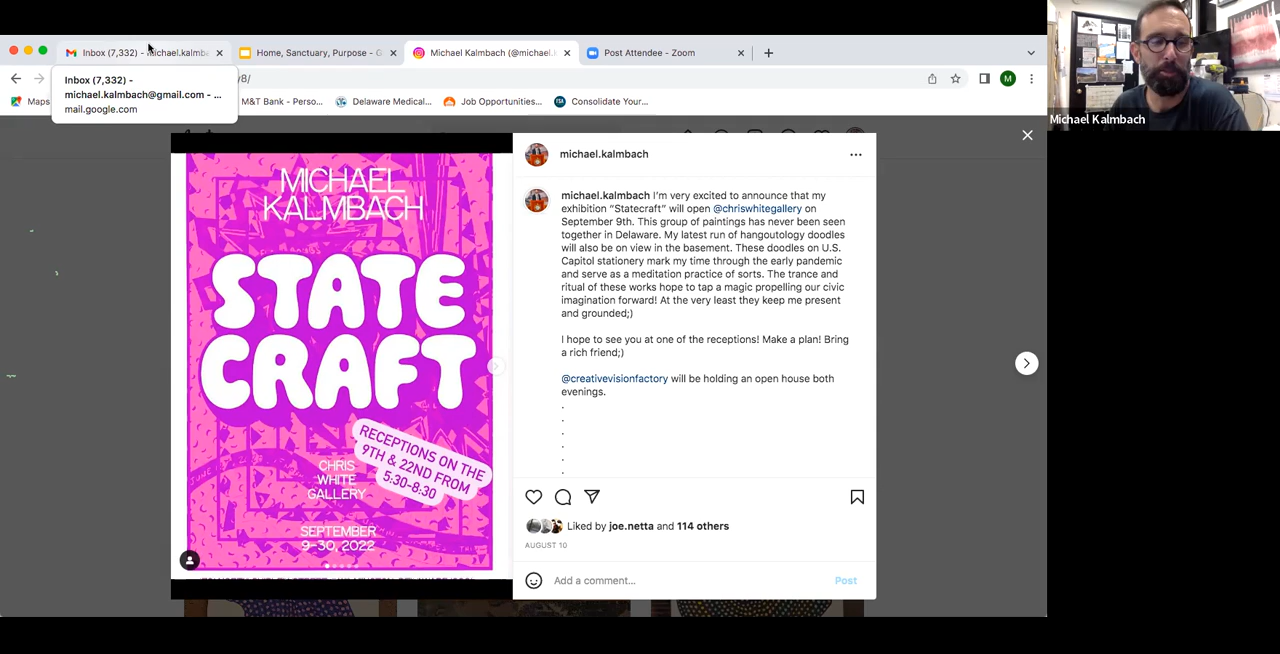 Inbox (7,332) - michael.kalmb
Home, Sanctuary, Purpose - G
Michael Kalmbach (@michael.
Post Attendee - Zoom
v8/
Inbox (7,332) -
michael.kalmbach@gmail.com - ...
mail.google.com
Maps
M&T Bank - Perso...
Delaware Medical...
Job Opportunities...
Consolidate Your...
M
Michael Kalmbach
MICHAEL
KALMBACH
STATE
CRAFT
RECEPTIONS ON THE
9TH & 22ND FROM
5:30-8:30
CHRIS
WHITE
GALLERY
SEPTEMBER
9-30, 2022
michael.kalmbach
michael.kalmbach I'm very excited to announce that my
exhibition "Statecraft" will open @chriswhitegallery on
September 9th. This group of paintings has never been seen
together in Delaware. My latest run of hangoutology doodles
will also be on view in the basement. These doodles on U.S.
Capitol stationery mark my time through the early pandemic
and serve as a meditation practice of sorts. The trance and
ritual of these works hope to tap a magic propelling our civic
imagination forward! At the very least they keep me present
and grounded;)
I hope to see you at one of the receptions! Make a plan! Bring
a rich friend;)
@creativevisionfactory will be holding an open house both
evenings.
.
.
.
.
.
.
Liked by joe.netta and 114 others
AUGUST 10
Add a comment...
Post